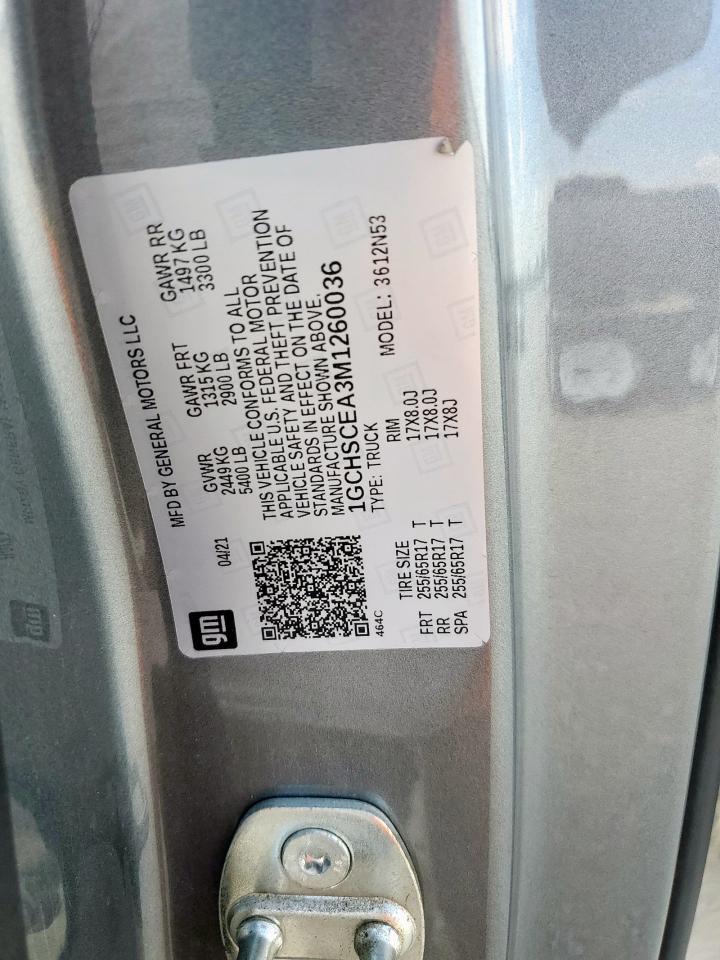 gm
MFD BY GENERAL MOTORS LLC
04/21
GVWR GAWR FRT GAWR RR
2449 KG 1315 KG 1497 KG
5400 LB 2900 LB 3300 LB
THIS VEHICLE CONFORMS TO ALL
APPLICABLE U.S. FEDERAL MOTOR
VEHICLE SAFETY AND THEFT PREVENTION
STANDARDS IN EFFECT ON THE DATE OF
MANUFACTURE SHOWN ABOVE.
1GCHSCEA3M1260036
TYPE: TRUCK MODEL: 3612N53
464C
TIRE SIZE RIM
FRT 255/65R17 T 17X8.0J
RR 255/65R17 T 17X8.0J
SPA 255/65R17 T 17X8J